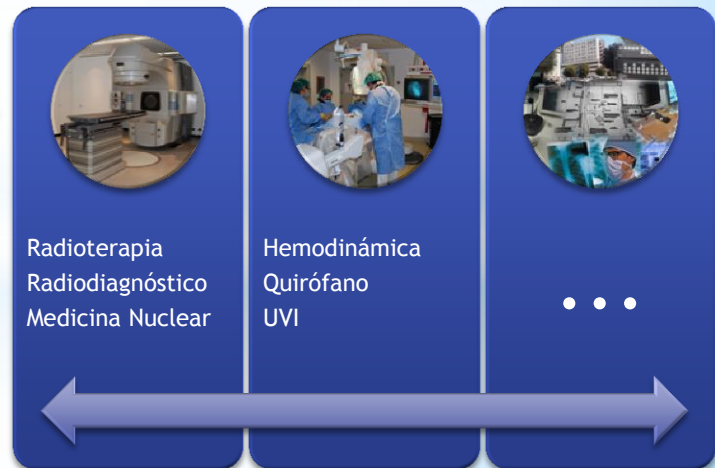 Radioterapia
Radiodiagnóstico
Medicina Nuclear
Hemodinámica
Quirófano
UVI
...